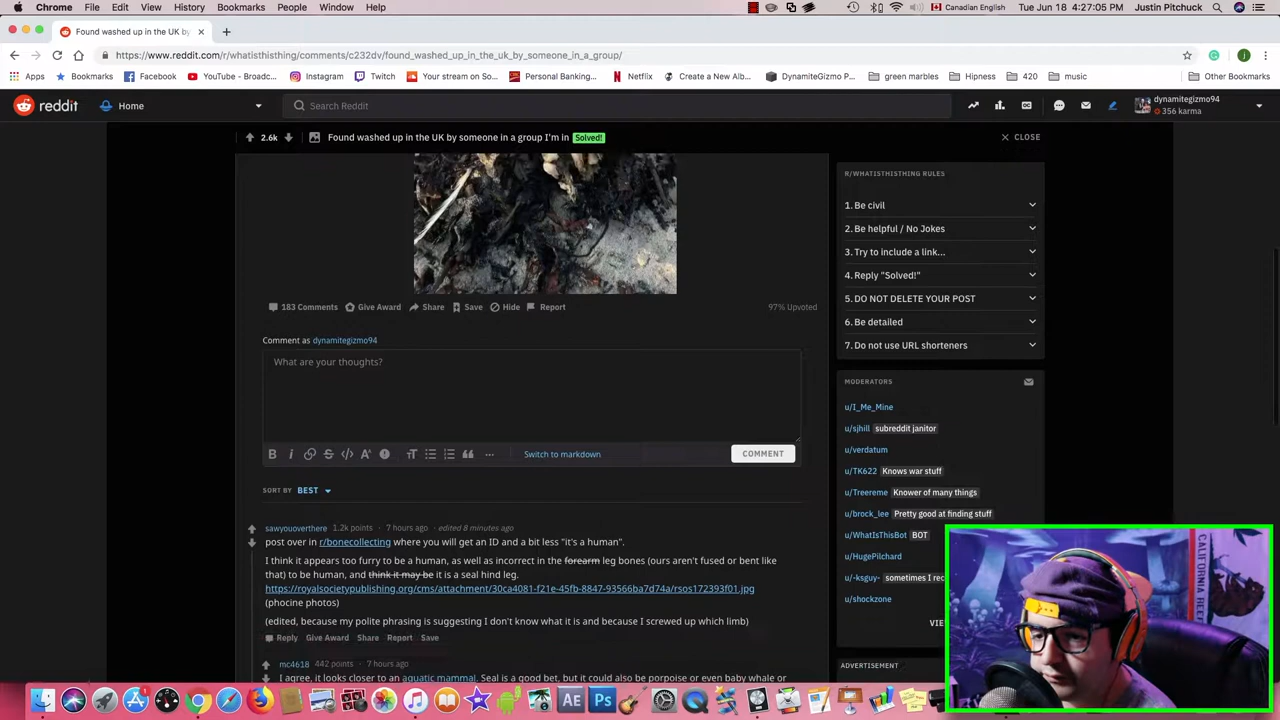 Chrome File Edit View History Bookmarks People Window Help Canadian English Tue Jun 18 4:27:05 PM Justin Pitchuck
Found washed up in the UK by
https://www.reddit.com/r/whatisthisthing/comments/c232dv/found_washed_up_in_the_uk_by_someone_in_a_group/
Apps Bookmarks Facebook YouTube - Broadc... Instagram Twitch Your stream on So... Personal Banking... Netflix Create a New Alb... DynamiteGizmo P... green marbles Hipness 420 music Other Bookmarks
reddit Home Search Reddit dynamitegizmo94
356 karma
2.6k Found washed up in the UK by someone in a group I'm in Solved! CLOSE
R/WHATISTHISTHING RULES
1. Be civil
2. Be helpful / No Jokes
3. Try to include a link...
4. Reply "Solved!"
5. DO NOT DELETE YOUR POST
6. Be detailed
7. Do not use URL shorteners
183 Comments Give Award Share Save Hide Report 97% Upvoted
Comment as dynamitegizmo94
What are your thoughts?
Switch to markdown COMMENT
SORT BY BEST
MODERATORS
u/I_Me_Mine
u/sjhill subreddit janitor
u/verdatum
u/TK622 Knows war stuff
u/Treereme Knower of many things
u/brock_lee Pretty good at finding stuff
u/WhatIsThisBot BOT
u/HugePilchard
u/-ksguy- sometimes I rec
u/shockzone
VIE
ADVERTISEMENT
sawyouoverthere 1.2k points · 7 hours ago · edited 8 minutes ago
post over in r/bonecollecting where you will get an ID and a bit less "it's a human".
I think it appears too furry to be a human, as well as incorrect in the forearm leg bones (ours aren't fused or bent like
that) to be human, and think it may be it is a seal hind leg.
https://royalsocietypublishing.org/cms/attachment/30ca4081-f21e-45fb-8847-93566ba7d74a/rsos172393f01.jpg
(phocine photos)
(edited, because my polite phrasing is suggesting I don't know what it is and because I screwed up which limb)
Reply Give Award Share Report Save
mc4618 442 points · 7 hours ago
I agree, it looks closer to an aquatic mammal. Seal is a good bet, but it could also be porpoise or even baby whale or